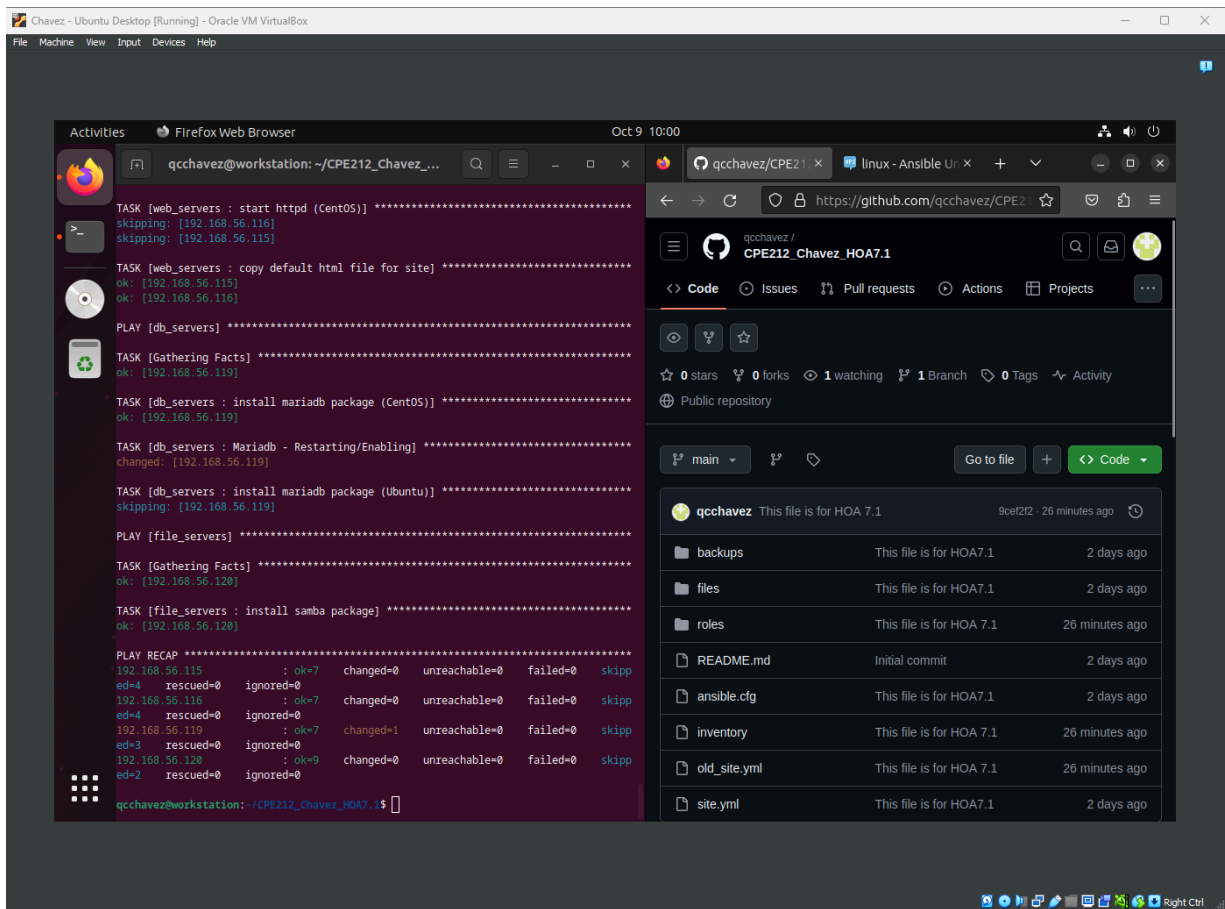 Chavez - Ubuntu Desktop [Running] - Oracle VM VirtualBox
File Machine View Input Devices Help
Activities Firefox Web Browser Oct 9 10:00
qcchavez@workstation: ~/CPE212_Chavez_...
TASK [web_servers : start httpd (CentOS)] ******************************************
skipping: [192.168.56.116]
skipping: [192.168.56.115]
TASK [web_servers : copy default html file for site] *******************************
ok: [192.168.56.115]
ok: [192.168.56.116]
PLAY [db_servers] ******************************************************************
TASK [Gathering Facts] *************************************************************
ok: [192.168.56.119]
TASK [db_servers : install mariadb package (CentOS)] *******************************
ok: [192.168.56.119]
TASK [db_servers : Mariadb - Restarting/Enabling] **********************************
changed: [192.168.56.119]
TASK [db_servers : install mariadb package (Ubuntu)] *******************************
skipping: [192.168.56.119]
PLAY [file_servers] ****************************************************************
TASK [Gathering Facts] *************************************************************
ok: [192.168.56.120]
TASK [file_servers : install samba package] ****************************************
ok: [192.168.56.120]
PLAY RECAP *************************************************************************
192.168.56.115 : ok=7 changed=0 unreachable=0 failed=0 skipp
ed=4 rescued=0 ignored=0
192.168.56.116 : ok=7 changed=0 unreachable=0 failed=0 skipp
ed=4 rescued=0 ignored=0
192.168.56.119 : ok=7 changed=1 unreachable=0 failed=0 skipp
ed=3 rescued=0 ignored=0
192.168.56.120 : ok=9 changed=0 unreachable=0 failed=0 skipp
ed=2 rescued=0 ignored=0
qcchavez@workstation:~/CPE212_Chavez_HOA7.1$
qcchavez/CPE212 linux - Ansible Un
https://github.com/qcchavez/CPE21
qcchavez /
CPE212_Chavez_HOA7.1
Code Issues Pull requests Actions Projects
0 stars 0 forks 1 watching 1 Branch 0 Tags Activity
Public repository
main Go to file Code
qcchavez This file is for HOA 7.1 9cef2f2 · 26 minutes ago
backups This file is for HOA7.1 2 days ago
files This file is for HOA7.1 2 days ago
roles This file is for HOA 7.1 26 minutes ago
README.md Initial commit 2 days ago
ansible.cfg This file is for HOA7.1 2 days ago
inventory This file is for HOA 7.1 26 minutes ago
old_site.yml This file is for HOA 7.1 26 minutes ago
site.yml This file is for HOA7.1 2 days ago
Right Ctrl